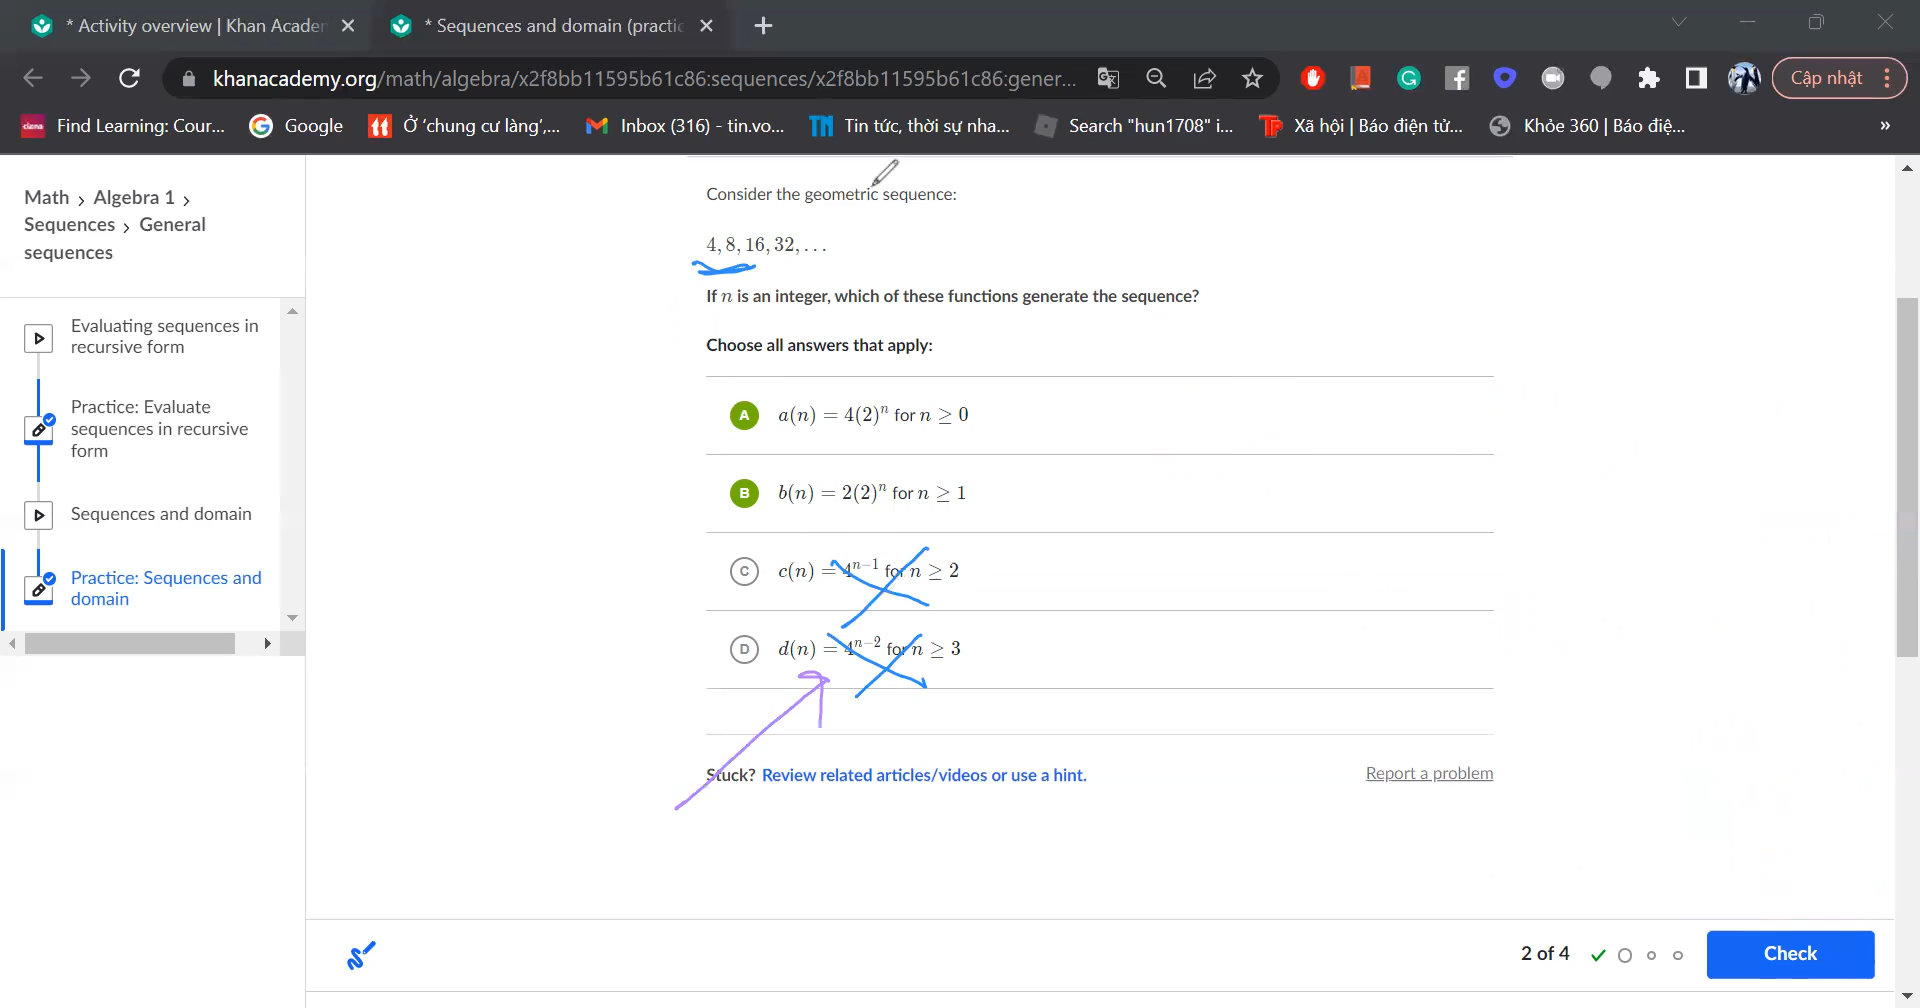 * Activity overview | Khan Academ
* Sequences and domain (practic
khanacademy.org/math/algebra/x2f8bb11595b61c86:sequences/x2f8bb11595b61c86:gener...
Cập nhật
Find Learning: Cour...
Google
Ở 'chung cư làng',...
Inbox (316) - tin.vo...
Tin tức, thời sự nha...
Search "hun1708" i...
Xã hội | Báo điện tử...
Khỏe 360 | Báo điệ...
»
Math > Algebra 1 >
Sequences > General
sequences
Evaluating sequences in
recursive form
Practice: Evaluate
sequences in recursive
form
Sequences and domain
Practice: Sequences and
domain
Consider the geometric sequence:
4, 8, 16, 32, . . .
If n is an integer, which of these functions generate the sequence?
Choose all answers that apply:
A a(n) = 4(2)ⁿ for n ≥ 0
B b(n) = 2(2)ⁿ for n ≥ 1
C c(n) = 4ⁿ⁻¹ for n ≥ 2
D d(n) = 4ⁿ⁻² for n ≥ 3
Stuck? Review related articles/videos or use a hint.
Report a problem
2 of 4
Check